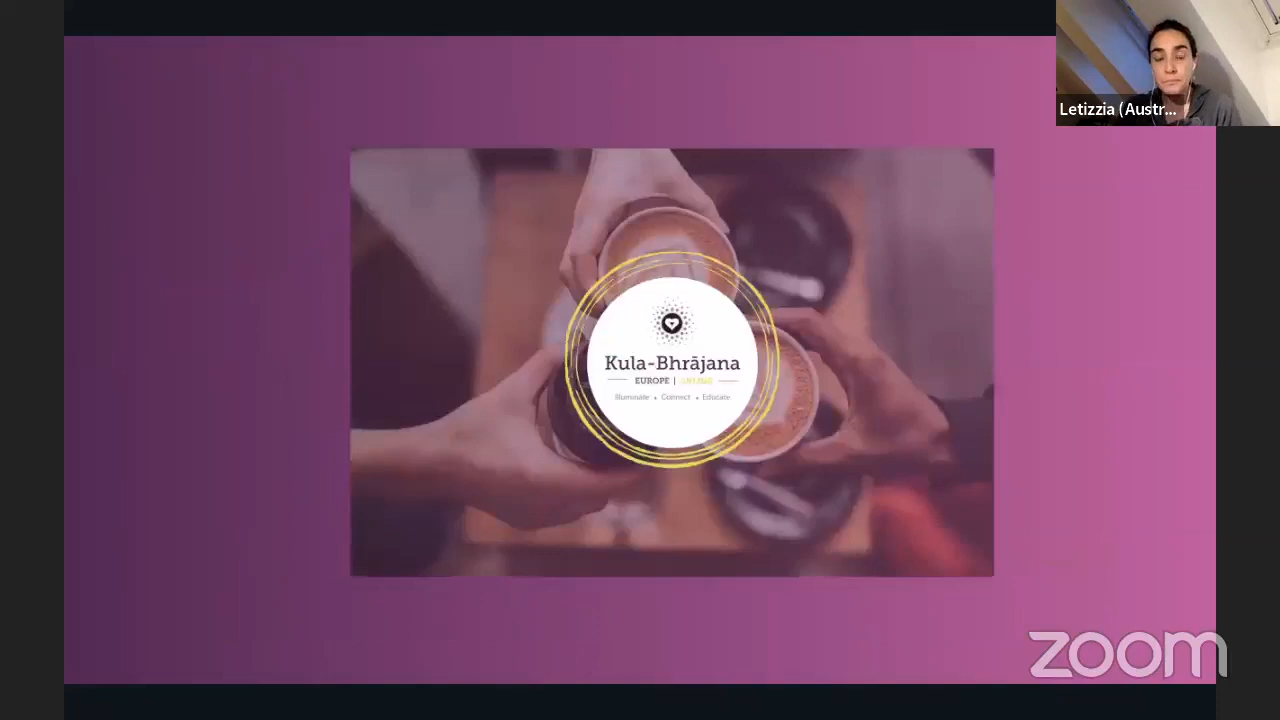 Letizzia (Austr...
Kula-Bhrājana
EUROPE |
Illuminate • Connect • Educate
zoom